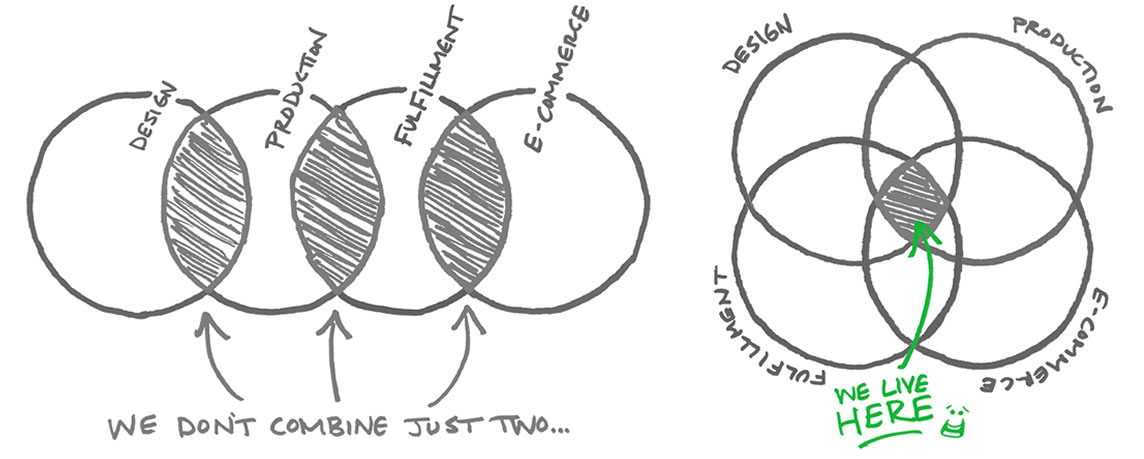 DESIGN
PRODUCTION
FULFILLMENT
E-COMMERCE
WE DON'T COMBINE JUST TWO...
DESIGN
PRODUCTION
FULFILLMENT
E-COMMERCE
WE LIVE
HERE